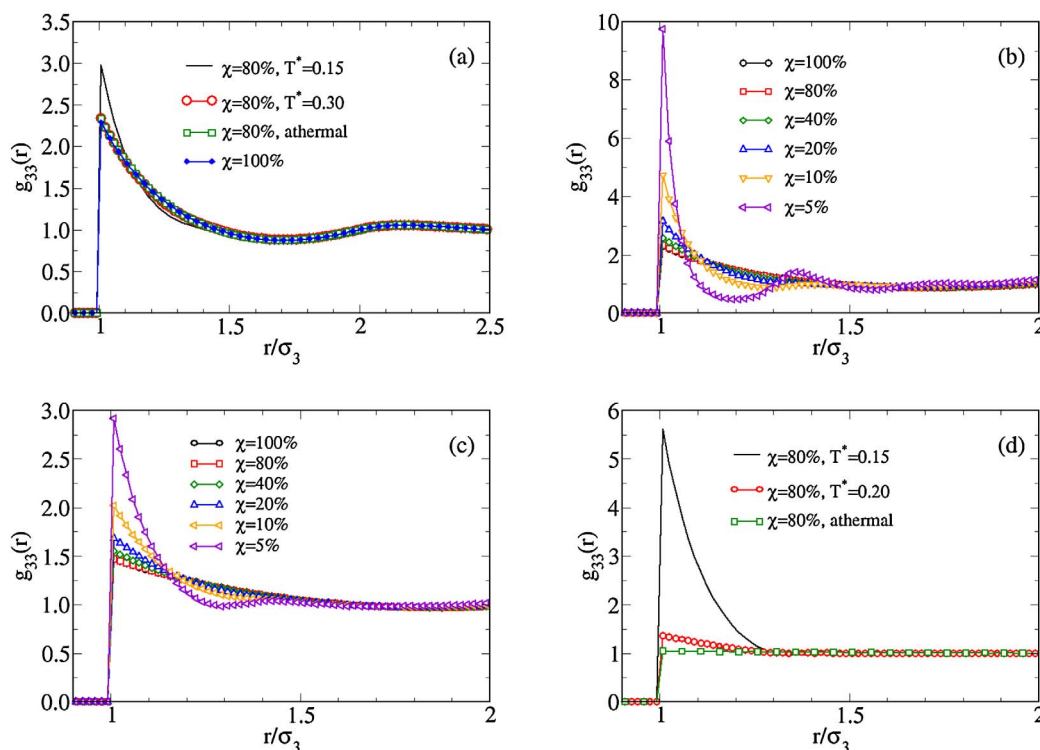 (a)
g₃₃(r)
3.5
3.0
2.5
2.0
1.5
1.0
0.5
0.0
χ=80%, T*=0.15
χ=80%, T*=0.30
χ=80%, athermal
χ=100%
1
1.5
2
2.5
r/σ₃
(b)
g₃₃(r)
10
8
6
4
2
0
χ=100%
χ=80%
χ=40%
χ=20%
χ=10%
χ=5%
1
1.5
2
r/σ₃
(c)
g₃₃(r)
3.0
2.5
2.0
1.5
1.0
0.5
0.0
χ=100%
χ=80%
χ=40%
χ=20%
χ=10%
χ=5%
1
1.5
2
r/σ₃
(d)
g₃₃(r)
6
5
4
3
2
1
0
χ=80%, T*=0.15
χ=80%, T*=0.20
χ=80%, athermal
1
1.5
2
r/σ₃